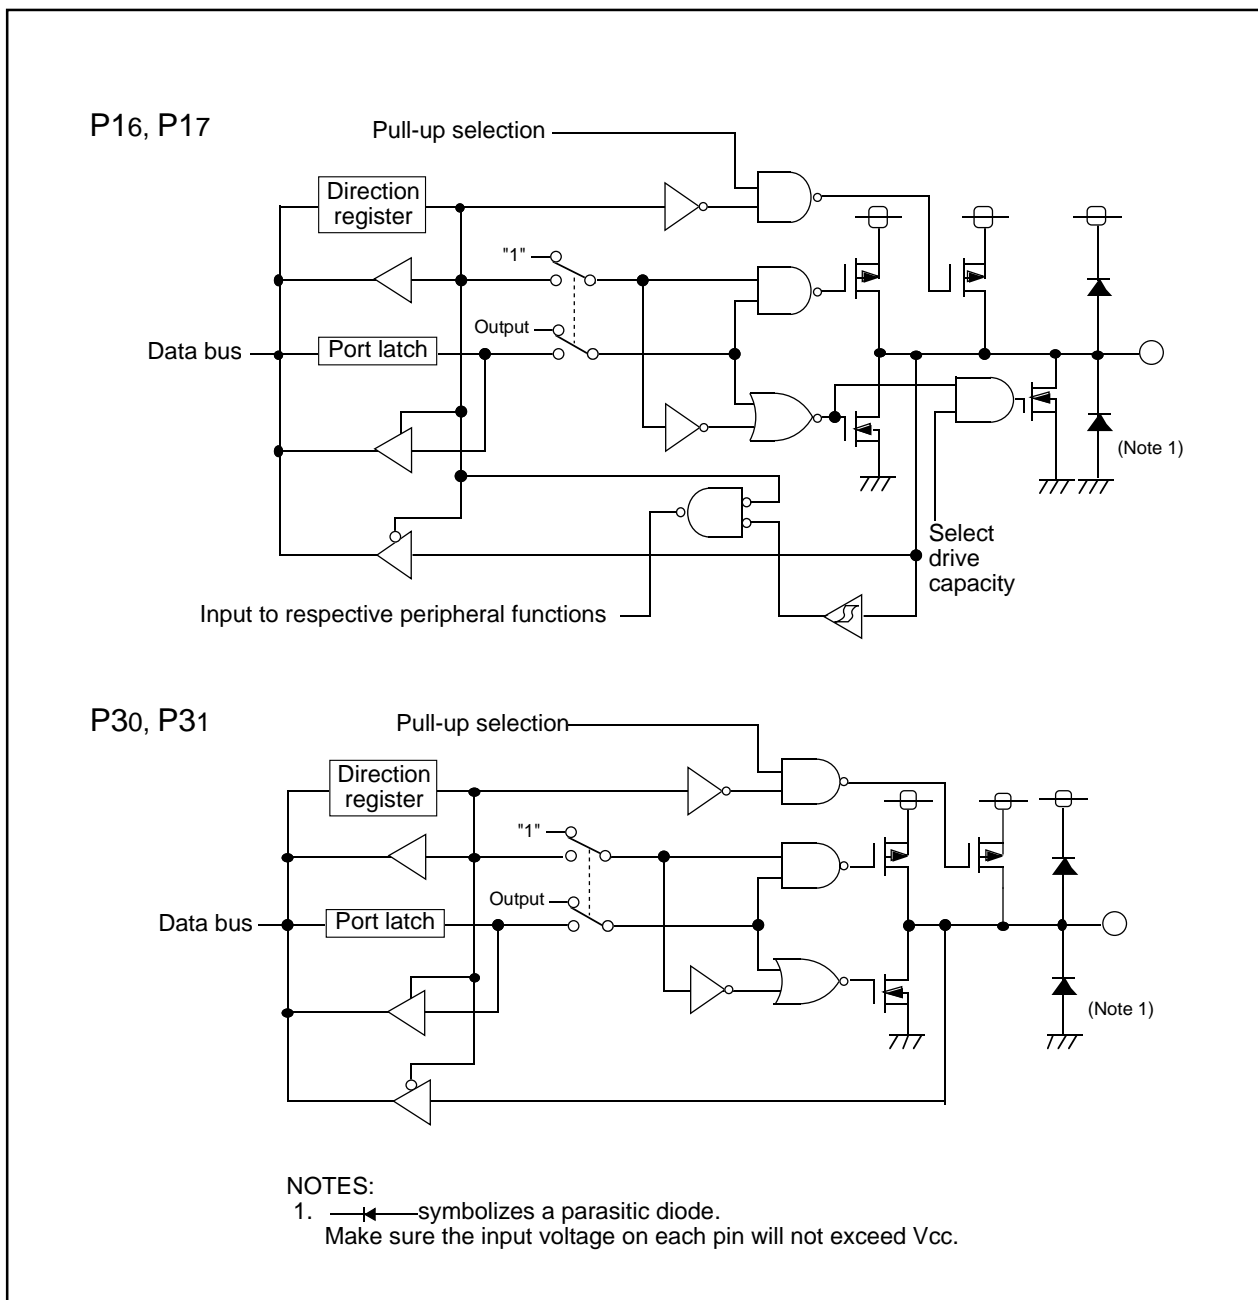 P16, P17
Pull-up selection
Direction
register
"1"
Output
Data bus
Port latch
(Note 1)
Select
drive
capacity
Input to respective peripheral functions
P30, P31
Pull-up selection
Direction
register
"1"
Output
Data bus
Port latch
(Note 1)
NOTES:
1. symbolizes a parasitic diode.
Make sure the input voltage on each pin will not exceed Vcc.